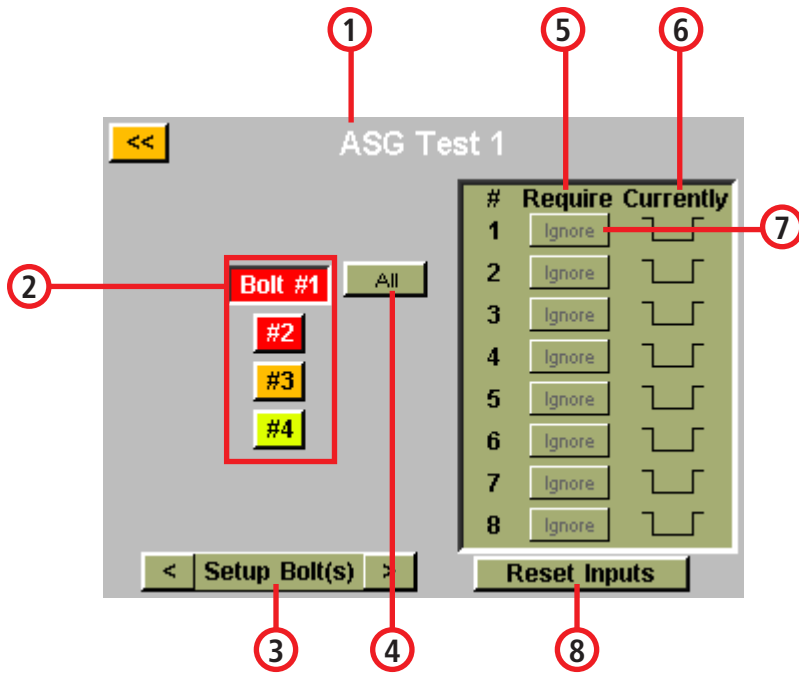 1 5 6
<< ASG Test 1
# Require Currently
1 Ignore 7
2 Ignore
2 Bolt #1 All
#2
3 Ignore
#3
4 Ignore
#4
5 Ignore
6 Ignore
7 Ignore
8 Ignore
< Setup Bolt(s) >
Reset Inputs
3 4 8